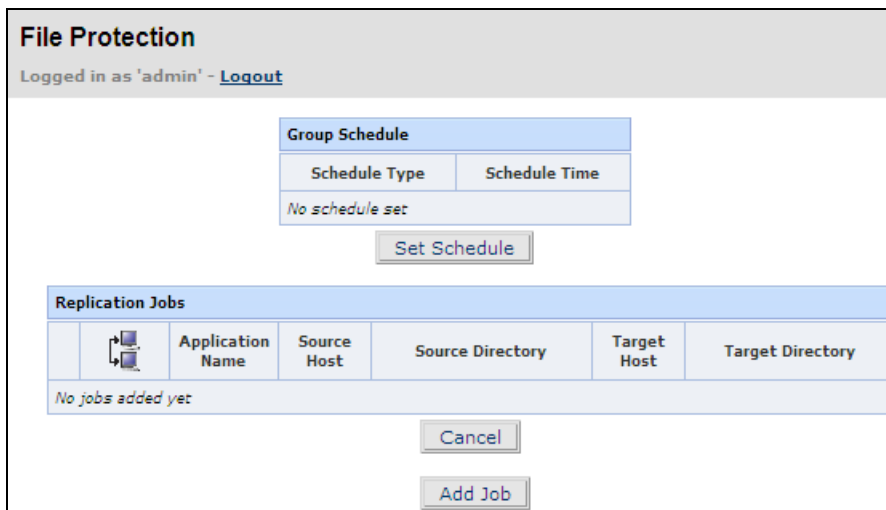 File Protection
Logged in as 'admin' - Logout
Group Schedule
Schedule Type Schedule Time
No schedule set
Set Schedule
Replication Jobs
Application Name Source Host Source Directory Target Host Target Directory
No jobs added yet
Cancel
Add Job